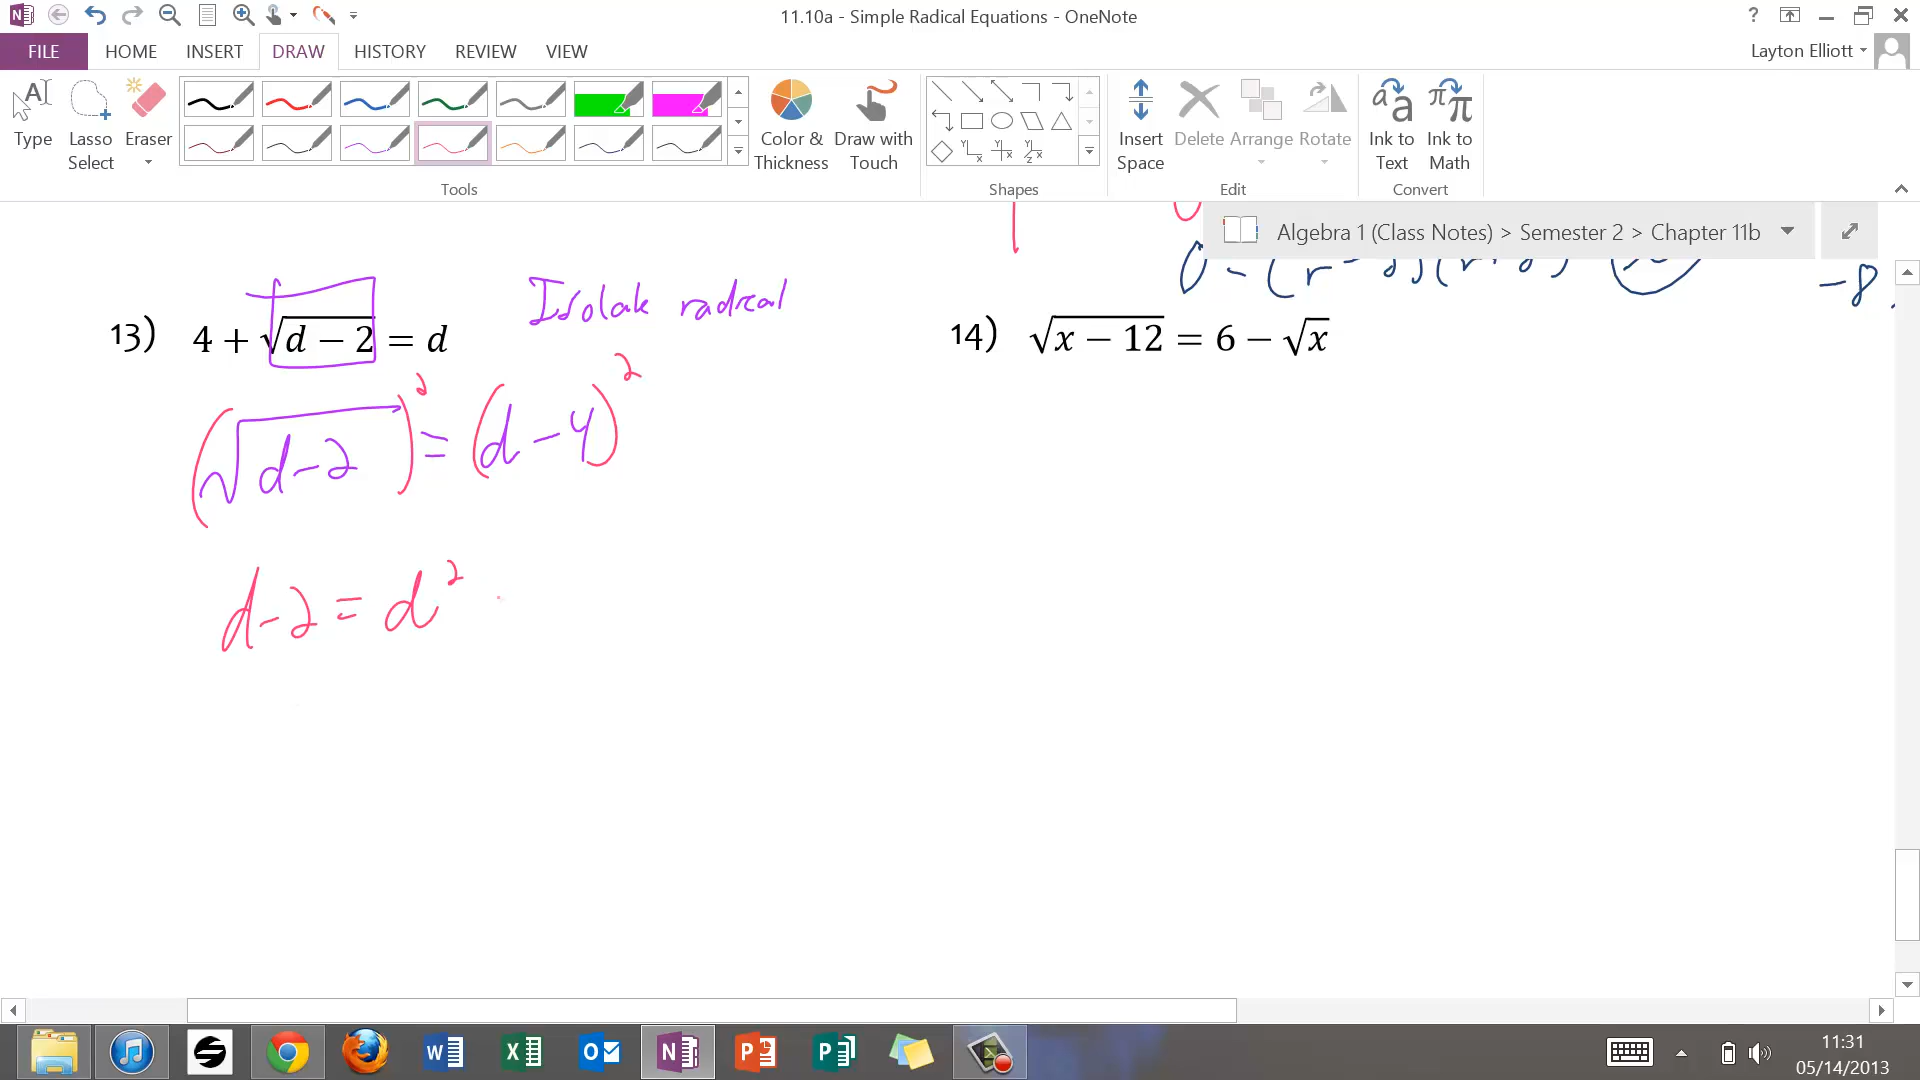 11.10a - Simple Radical Equations - OneNote
?
FILE HOME INSERT DRAW HISTORY REVIEW VIEW
Layton Elliott
Type
Lasso Select
Eraser
Color & Thickness
Draw with Touch
Insert Space
Delete
Arrange
Rotate
Ink to Text
Ink to Math
Tools
Shapes
Edit
Convert
Algebra 1 (Class Notes) > Semester 2 > Chapter 11b
-8
Isolate radical
13) 4 + √(d − 2) = d
14) √(x − 12) = 6 − √x
(√(d-2))² = (d-4)²
d-2 = d²
11:31
05/14/2013